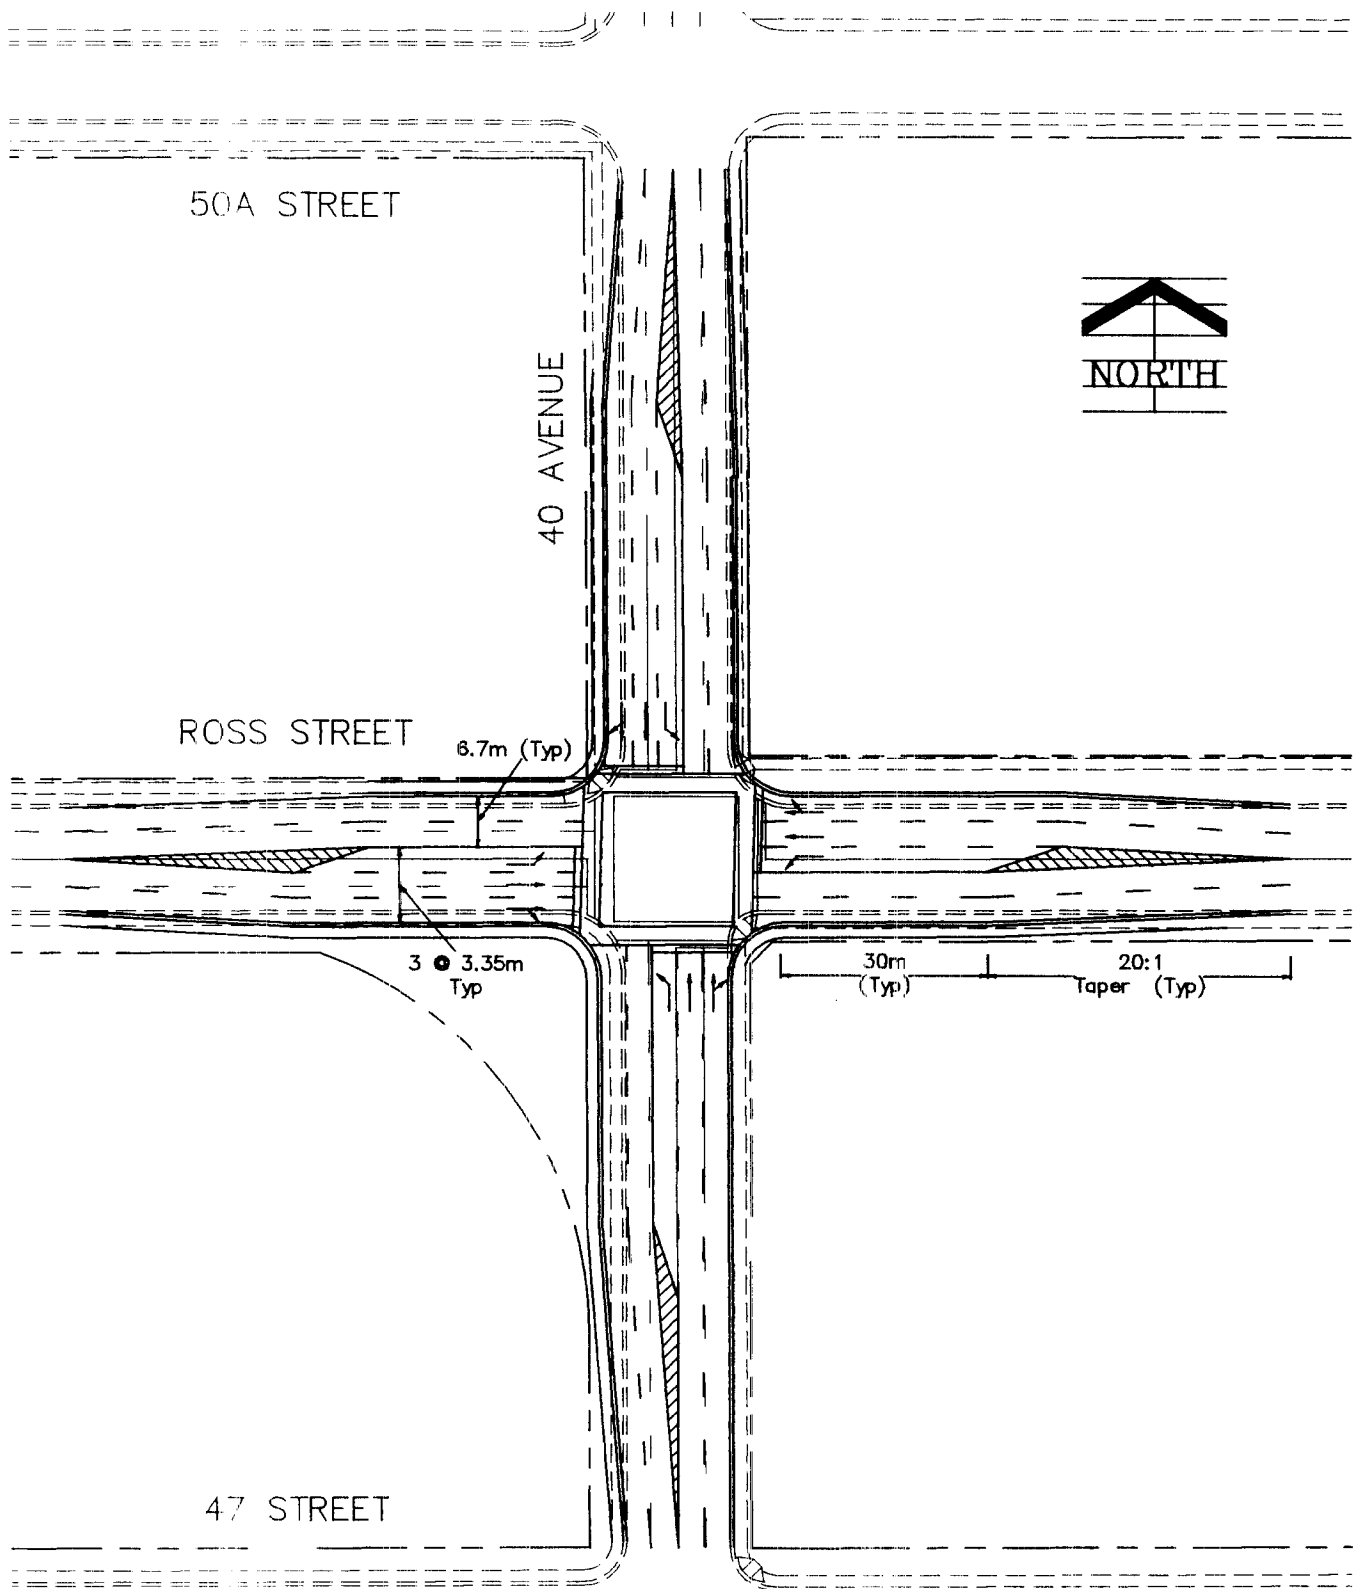 50A STREET
40 AVENUE
NORTH
ROSS STREET
6.7m (Typ)
3 @ 3.35m
Typ
30m
(Typ)
20:1
Taper (Typ)
47 STREET